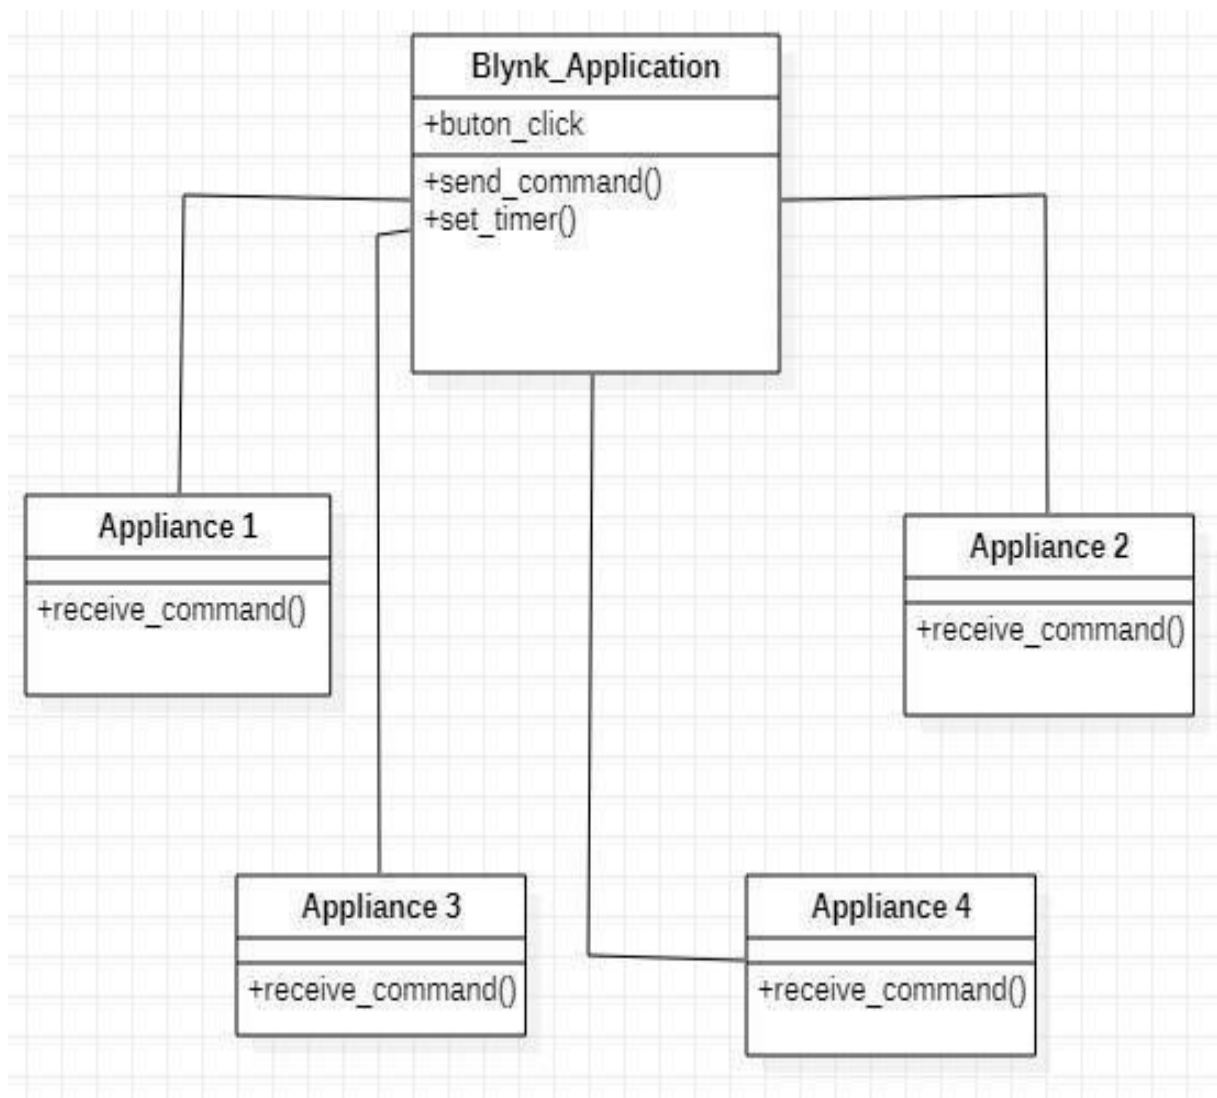 Blynk_Application
+buton_click
+send_command()
+set_timer()
Appliance 1
+receive_command()
Appliance 2
+receive_command()
Appliance 3
+receive_command()
Appliance 4
+receive_command()